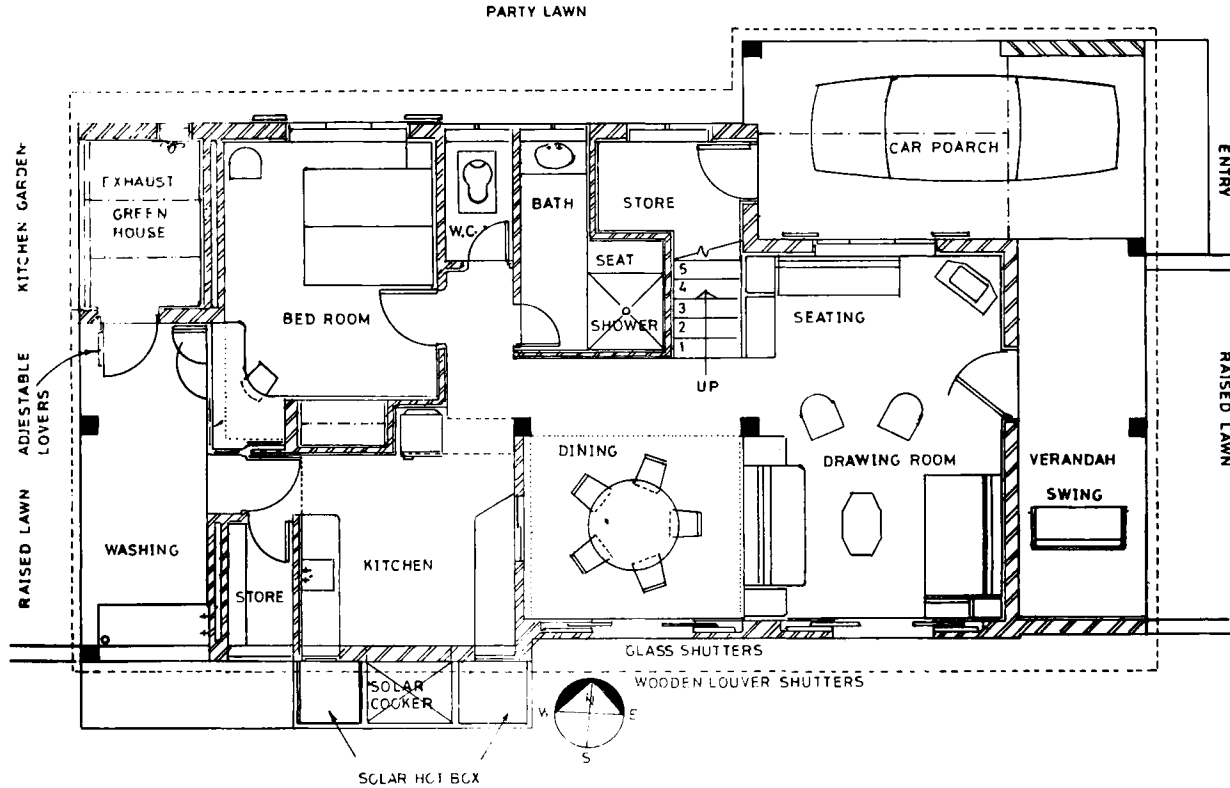 PARTY LAWN
KITCHEN GARDEN-
ENTRY
CAR POARCH
EXHAUST
GREEN
HOUSE
W.C.
BATH
STORE
SEAT
SHOWER
5
4
3
2
1
UP
BED ROOM
SEATING
ADJESTABLE
LOVERS
RAISED LAWN
DINING
DRAWING ROOM
VERANDAH
SWING
RAISED LAWN
WASHING
STORE
KITCHEN
GLASS SHUTTERS
WOODEN LOUVER SHUTTERS
SOLAR
COOKER
N
W
E
S
SOLAR HOT BOX